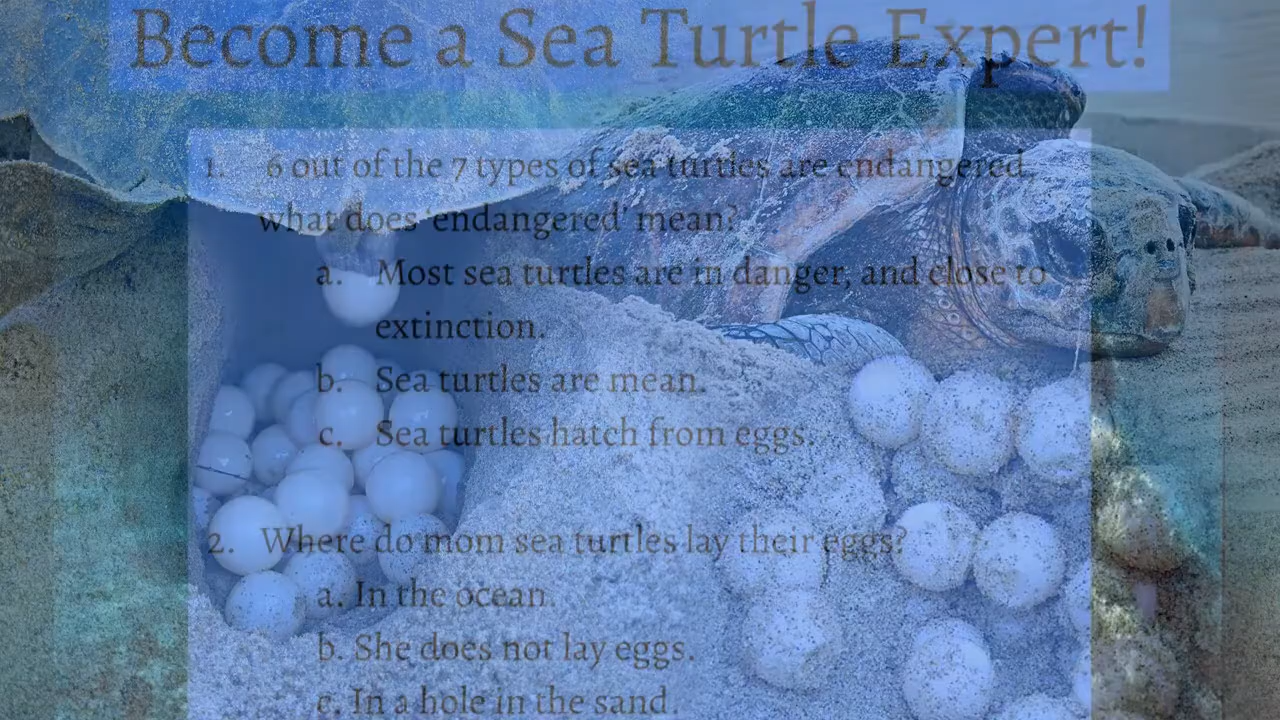 Become a Sea Turtle Expert!
1. 6 out of the 7 types of sea turtles are endangered.
what does 'endangered' mean?
a. Most sea turtles are in danger, and close to
extinction.
b. Sea turtles are mean.
c. Sea turtles hatch from eggs.
2. Where do mom sea turtles lay their eggs?
a. In the ocean.
b. She does not lay eggs.
c. In a hole in the sand.